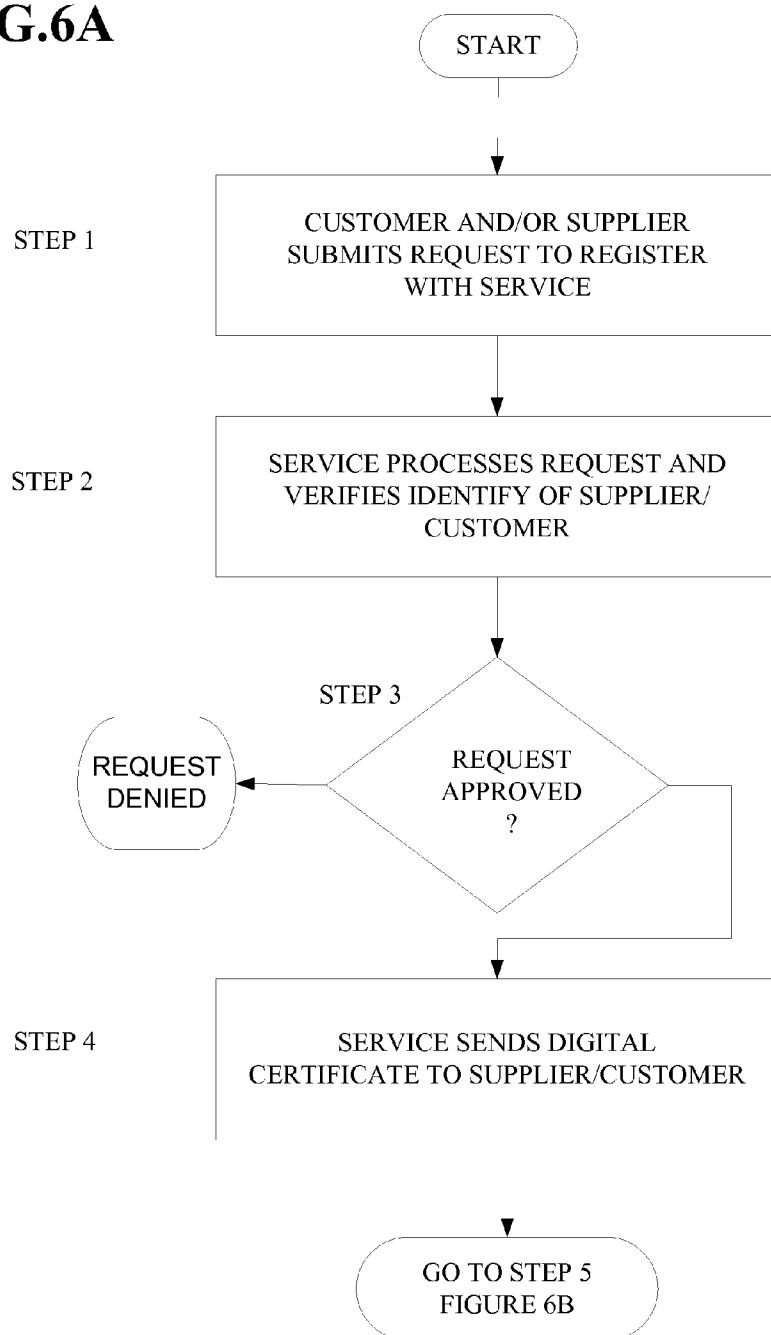 G.6A
START
STEP 1
CUSTOMER AND/OR SUPPLIER
SUBMITS REQUEST TO REGISTER
WITH SERVICE
STEP 2
SERVICE PROCESSES REQUEST AND
VERIFIES IDENTIFY OF SUPPLIER/
CUSTOMER
STEP 3
REQUEST
APPROVED
?
REQUEST
DENIED
STEP 4
SERVICE SENDS DIGITAL
CERTIFICATE TO SUPPLIER/CUSTOMER
GO TO STEP 5
FIGURE 6B